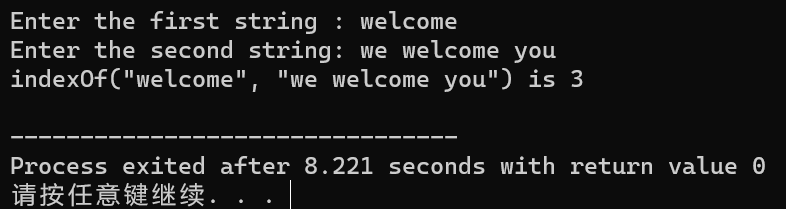 Enter the first string : welcome
Enter the second string: we welcome you
indexOf("welcome", "we welcome you") is 3
--------------------------------
Process exited after 8.221 seconds with return value 0
请按任意键继续. . .